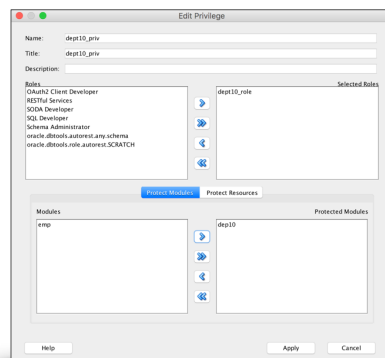 Edit Privilege
Name: dept10_priv
Title: dept10_priv
Description:
Roles
Selected Roles
OAuth2 Client Developer
RESTful Services
SODA Developer
SQL Developer
Schema Administrator
oracle.dbtools.autorest.any.schema
oracle.dbtools.role.autorest.SCRATCH
dept10_role
Protect Modules Protect Resources
Modules
Protected Modules
emp
dep10
Help Apply Cancel